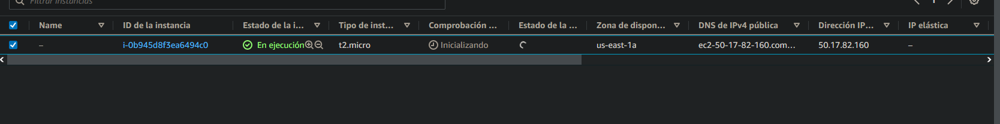 Filtrar instancias
1
Name ID de la instancia Estado de la i... Tipo de inst... Comprobación ... Estado de la ... Zona de dispon... DNS de IPv4 pública Dirección IP... IP elástica
– i-0b945d8f3ea6494c0 En ejecución t2.micro Inicializando us-east-1a ec2-50-17-82-160.com... 50.17.82.160 –